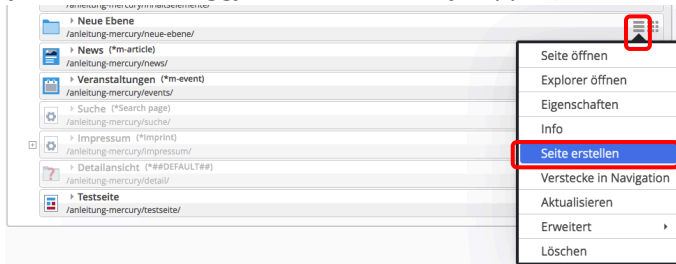 /anleitung-mercury/inhaltselemente/
Neue Ebene
/anleitung-mercury/neue-ebene/
News (*m-article)
/anleitung-mercury/news/
Veranstaltungen (*m-event)
/anleitung-mercury/events/
Suche (*Search page)
/anleitung-mercury/suche/
Impressum (*Imprint)
/anleitung-mercury/impressum/
Detailansicht (*##DEFAULT##)
/anleitung-mercury/detail/
Testseite
/anleitung-mercury/testseite/
Seite öffnen
Explorer öffnen
Eigenschaften
Info
Seite erstellen
Verstecke in Navigation
Aktualisieren
Erweitert
Löschen